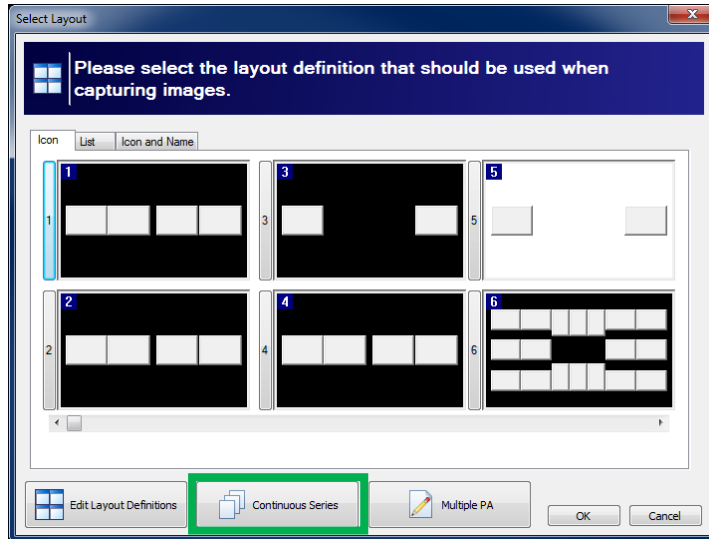 Select Layout
Please select the layout definition that should be used when
capturing images.
Icon List Icon and Name
1 1 3 3 5 5
2 2 4 4 6 6
Edit Layout Definitions Continuous Series Multiple PA OK Cancel